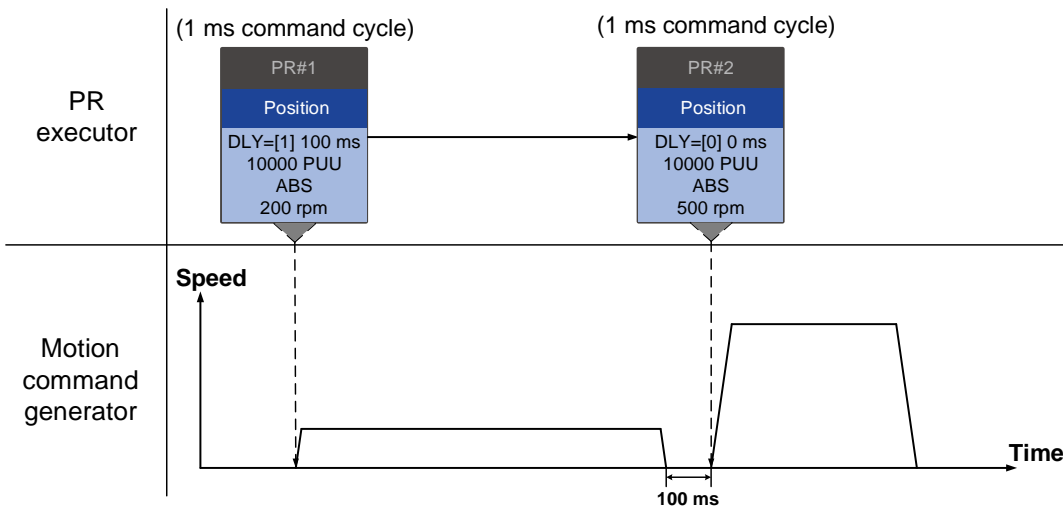 (1 ms command cycle)
(1 ms command cycle)
PR
executor
PR#1
Position
DLY=[1] 100 ms
10000 PUU
ABS
200 rpm
PR#2
Position
DLY=[0] 0 ms
10000 PUU
ABS
500 rpm
Speed
Motion
command
generator
Time
100 ms